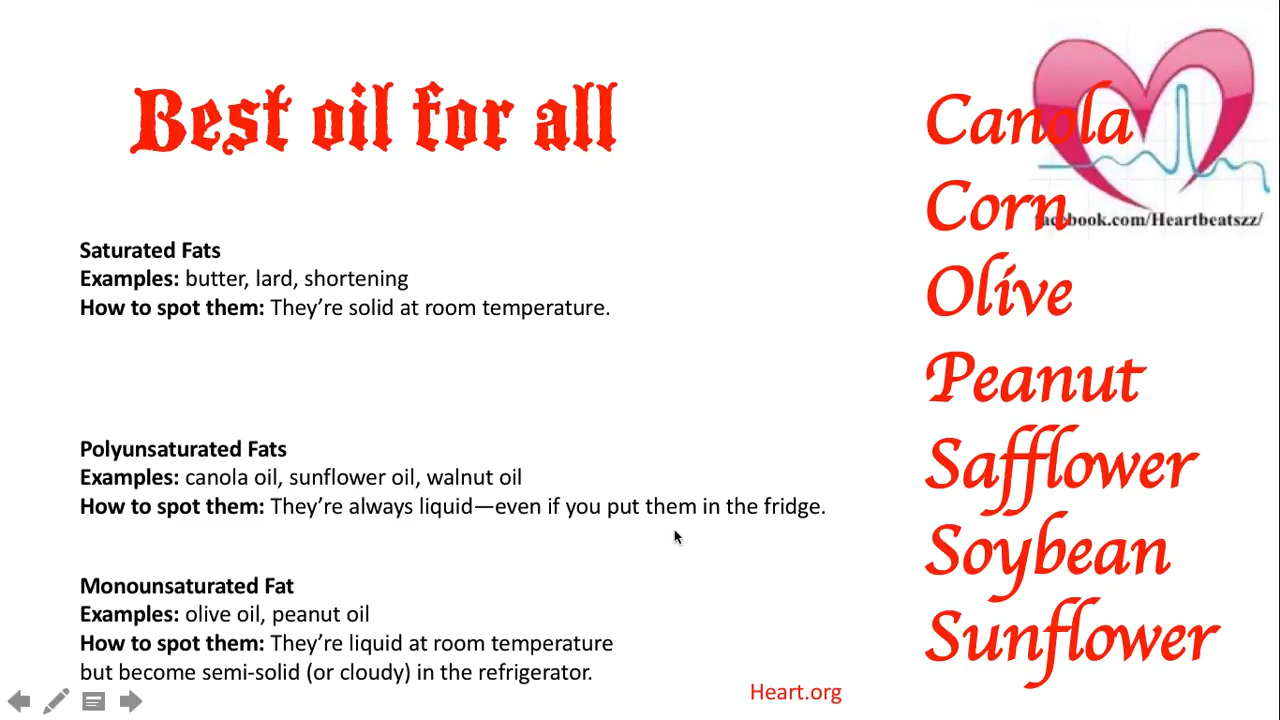 Best oil for all
Saturated Fats
Examples: butter, lard, shortening
How to spot them: They’re solid at room temperature.
Polyunsaturated Fats
Examples: canola oil, sunflower oil, walnut oil
How to spot them: They’re always liquid—even if you put them in the fridge.
Monounsaturated Fat
Examples: olive oil, peanut oil
How to spot them: They’re liquid at room temperature
but become semi-solid (or cloudy) in the refrigerator.
Heart.org
Canola
Corn
facebook.com/Heartbeatszz/
Olive
Peanut
Safflower
Soybean
Sunflower